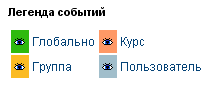 Легенда событий
Глобально Курс
Группа Пользователь